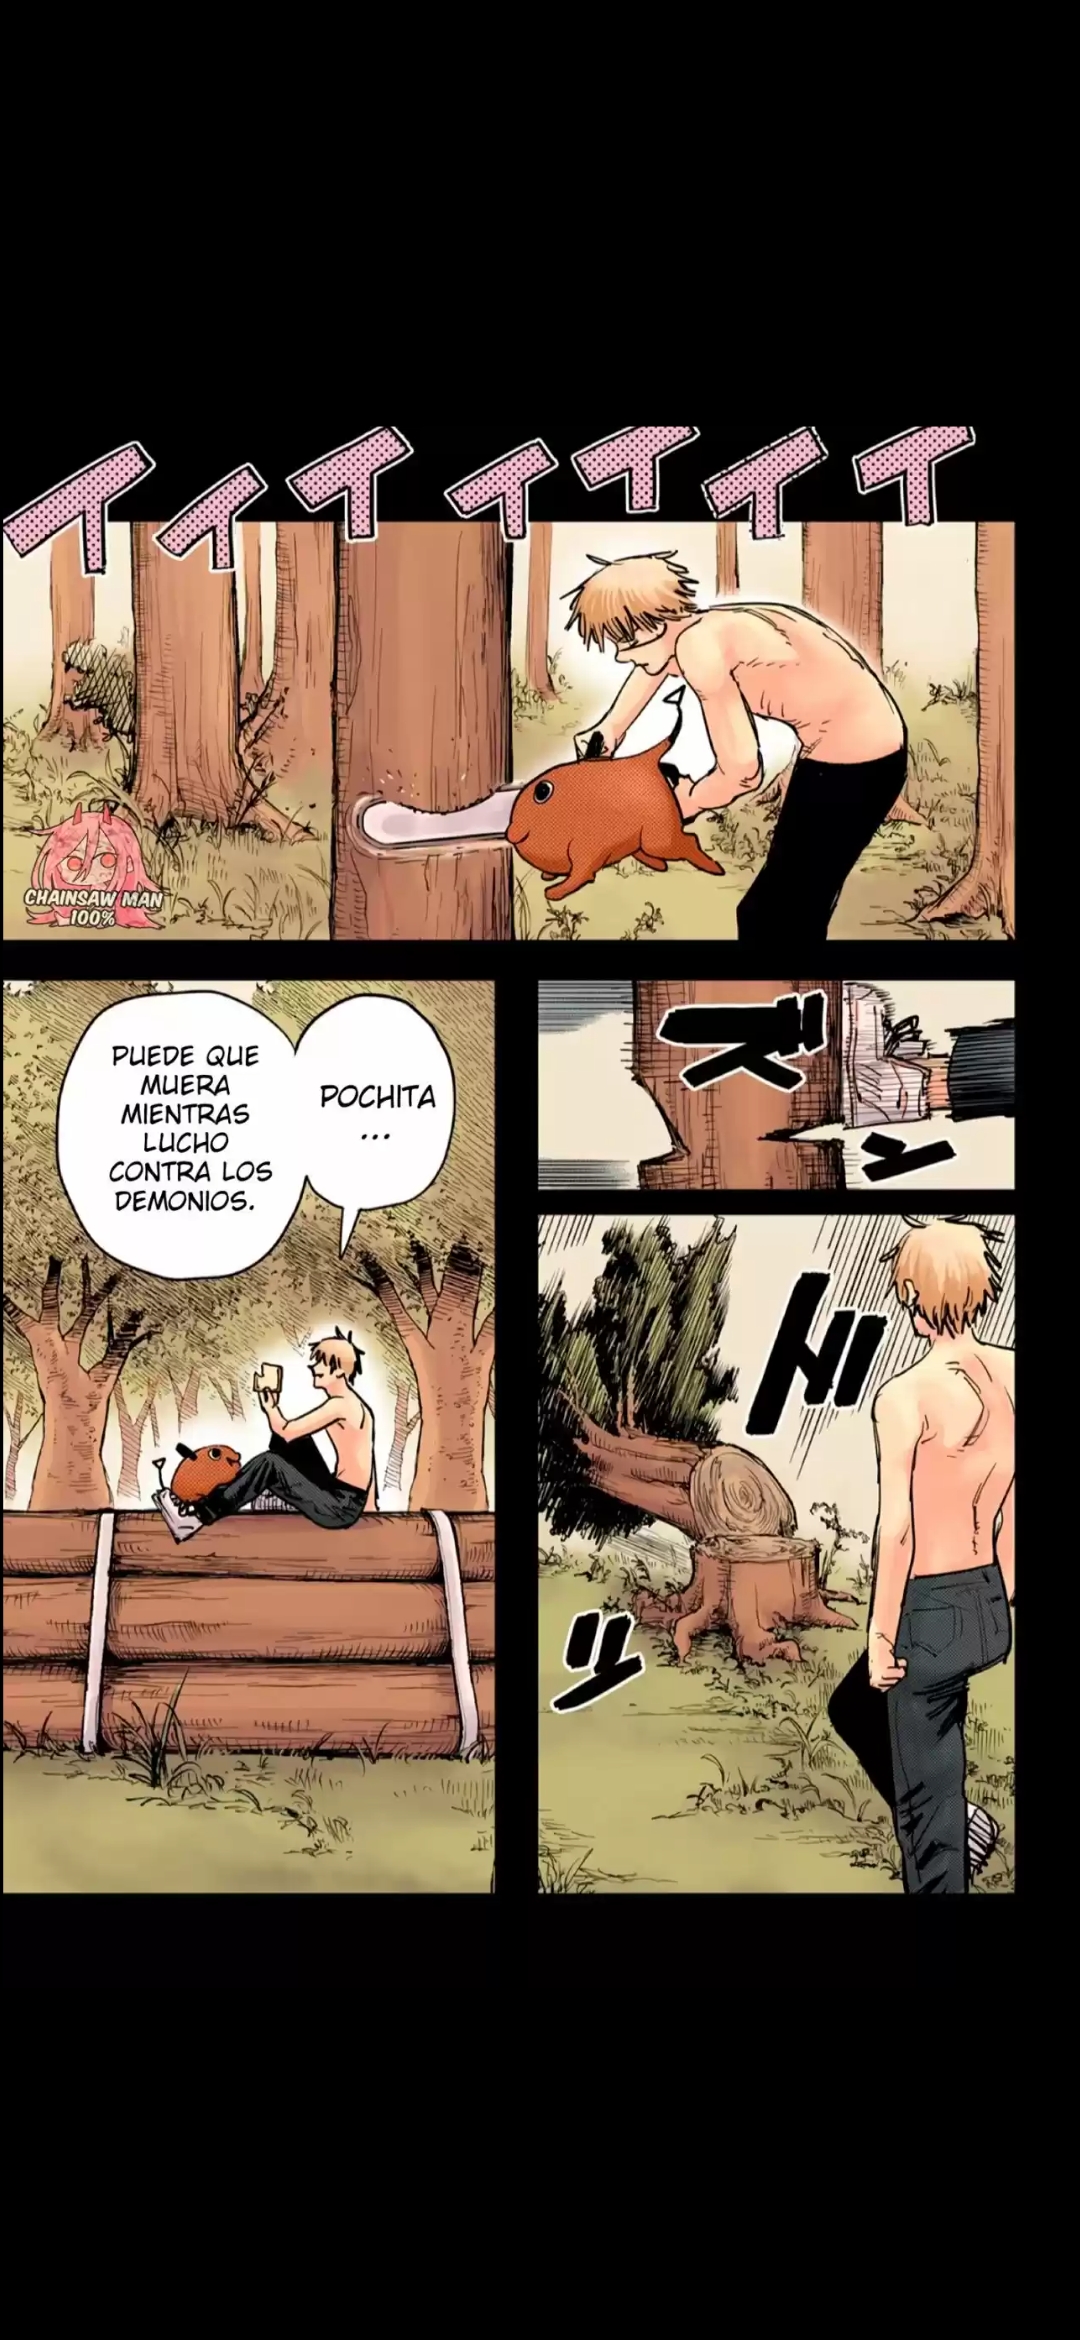 イイイイイイイ
CHAINSAW MAN
100%
ズ
ン
ドド
ッ
POCHITA
...
PUEDE QUE
MUERA
MIENTRAS
LUCHO
CONTRA LOS
DEMONIOS.